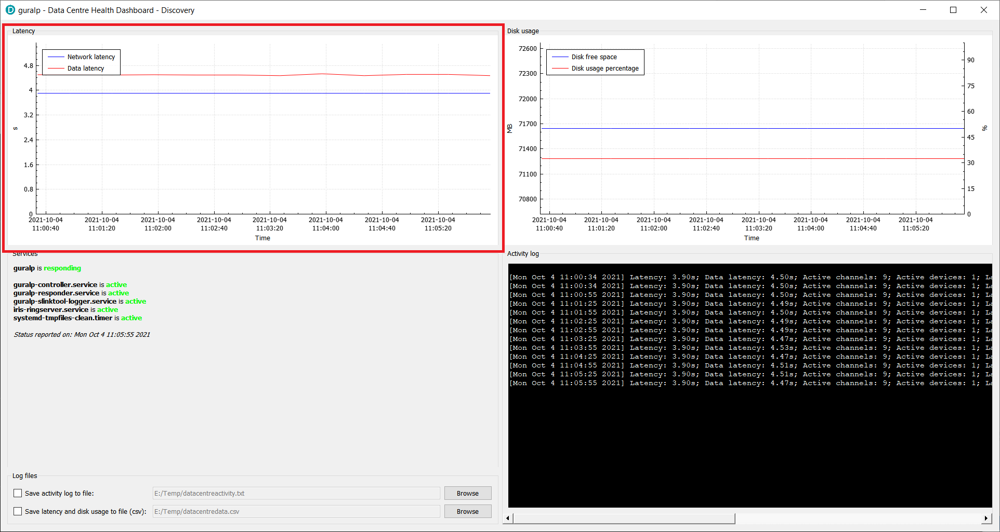 guralp - Data Centre Health Dashboard - Discovery
Latency
Network latency
Data latency
4.8
4
3.2
2.4
1.6
0.8
0
s
2021-10-04 2021-10-04 2021-10-04 2021-10-04 2021-10-04 2021-10-04 2021-10-04 2021-10-04
11:00:40 11:01:20 11:02:00 11:02:40 11:03:20 11:04:00 11:04:40 11:05:20
Time
Disk usage
Disk free space
Disk usage percentage
72600
72300
72000
71700
71400
71100
70800
MB
90
75
60
45
30
15
0
%
2021-10-04 2021-10-04 2021-10-04 2021-10-04 2021-10-04 2021-10-04 2021-10-04 2021-10-04
11:00:40 11:01:20 11:02:00 11:02:40 11:03:20 11:04:00 11:04:40 11:05:20
Time
Services
guralp is responding
guralp-controller.service is active
guralp-responder.service is active
guralp-slinktool-logger.service is active
iris-ringserver.service is active
systemd-tmpfiles-clean.timer is active
Status reported on: Mon Oct 4 11:05:55 2021
Log files
Save activity log to file: E:/Temp/datacentreactivity.txt Browse
Save latency and disk usage to file (csv): E:/Temp/datacentredata.csv Browse
Activity log
[Mon Oct 4 11:00:34 2021] Latency: 3.90s; Data latency: 4.50s; Active channels: 9; Active devices: 1; La
[Mon Oct 4 11:00:34 2021] Latency: 3.90s; Data latency: 4.50s; Active channels: 9; Active devices: 1; La
[Mon Oct 4 11:00:55 2021] Latency: 3.90s; Data latency: 4.50s; Active channels: 9; Active devices: 1; La
[Mon Oct 4 11:01:25 2021] Latency: 3.90s; Data latency: 4.49s; Active channels: 9; Active devices: 1; La
[Mon Oct 4 11:01:55 2021] Latency: 3.90s; Data latency: 4.50s; Active channels: 9; Active devices: 1; La
[Mon Oct 4 11:02:25 2021] Latency: 3.90s; Data latency: 4.49s; Active channels: 9; Active devices: 1; La
[Mon Oct 4 11:02:55 2021] Latency: 3.90s; Data latency: 4.49s; Active channels: 9; Active devices: 1; La
[Mon Oct 4 11:03:25 2021] Latency: 3.90s; Data latency: 4.47s; Active channels: 9; Active devices: 1; La
[Mon Oct 4 11:03:55 2021] Latency: 3.90s; Data latency: 4.53s; Active channels: 9; Active devices: 1; La
[Mon Oct 4 11:04:25 2021] Latency: 3.90s; Data latency: 4.47s; Active channels: 9; Active devices: 1; La
[Mon Oct 4 11:04:55 2021] Latency: 3.90s; Data latency: 4.51s; Active channels: 9; Active devices: 1; La
[Mon Oct 4 11:05:25 2021] Latency: 3.90s; Data latency: 4.51s; Active channels: 9; Active devices: 1; La
[Mon Oct 4 11:05:55 2021] Latency: 3.90s; Data latency: 4.47s; Active channels: 9; Active devices: 1; La